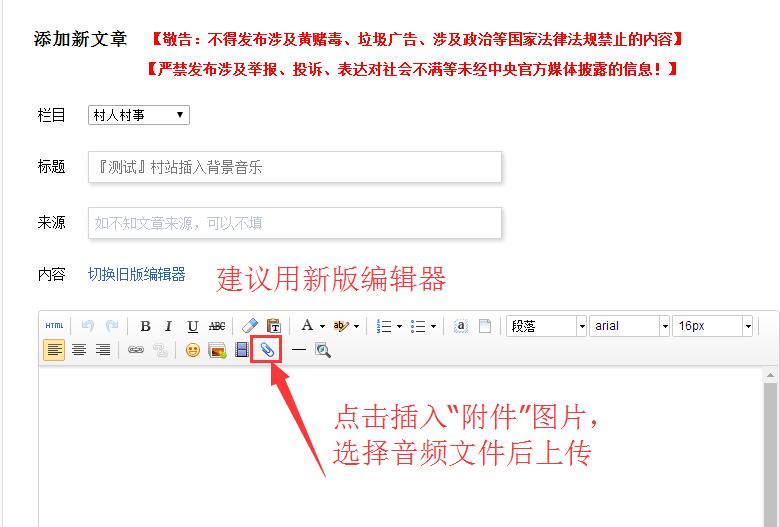 添加新文章 【敬告：不得发布涉及黄赌毒、垃圾广告、涉及政治等国家法律法规禁止的内容】
【严禁发布涉及举报、投诉、表达对社会不满等未经中央官方媒体披露的信息！】
栏目 村人村事
标题 『测试』村站插入背景音乐
来源 如不知文章来源，可以不填
内容 切换旧版编辑器 建议用新版编辑器
HTML B I U ABC T A ab a 段落 arial 16px
点击插入“附件”图片，
选择音频文件后上传